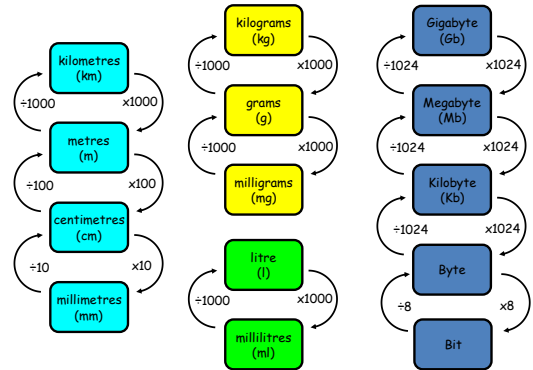 kilometres
(km)
÷1000
x1000
metres
(m)
÷100
x100
centimetres
(cm)
÷10
x10
millimetres
(mm)
kilograms
(kg)
÷1000
x1000
grams
(g)
÷1000
x1000
milligrams
(mg)
litre
(l)
÷1000
x1000
millilitres
(ml)
Gigabyte
(Gb)
÷1024
x1024
Megabyte
(Mb)
÷1024
x1024
Kilobyte
(Kb)
÷1024
x1024
Byte
÷8
x8
Bit